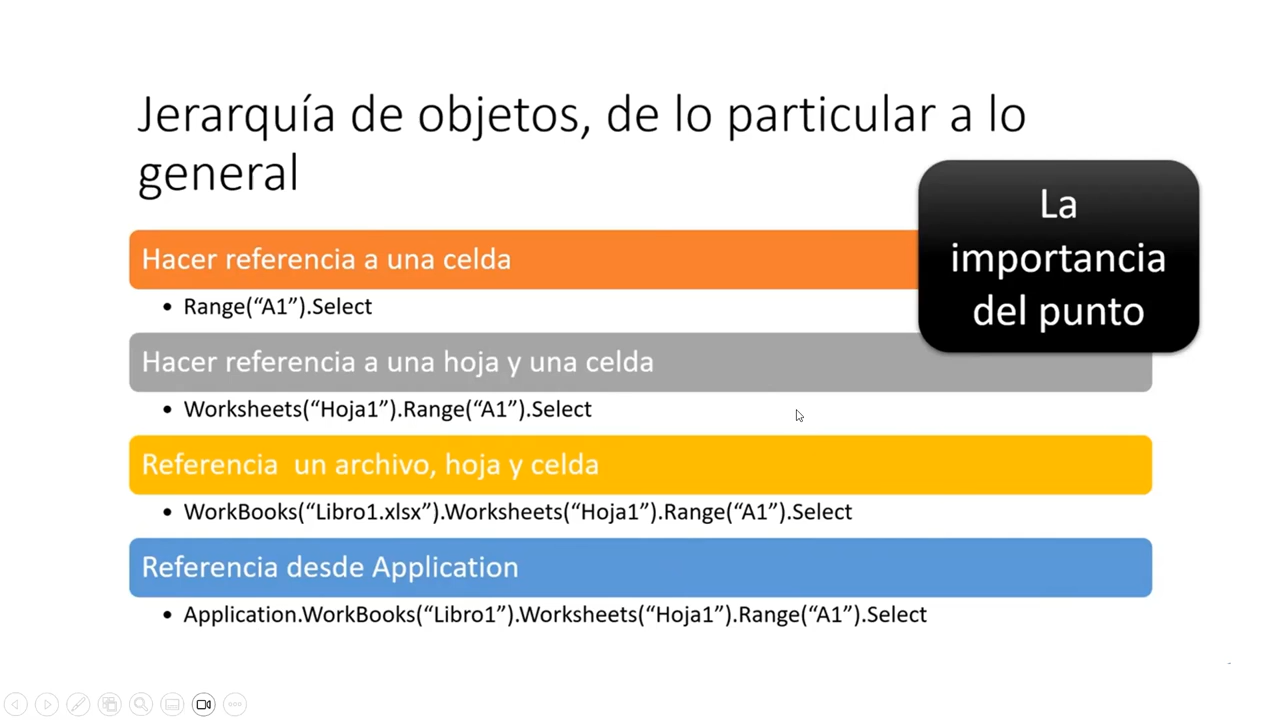 Jerarquía de objetos, de lo particular a lo
general
La
importancia
del punto
Hacer referencia a una celda
• Range(“A1”).Select
Hacer referencia a una hoja y una celda
• Worksheets(“Hoja1”).Range(“A1”).Select
Referencia  un archivo, hoja y celda
• WorkBooks(“Libro1.xlsx”).Worksheets(“Hoja1”).Range(“A1”).Select
Referencia desde Application
• Application.WorkBooks(“Libro1”).Worksheets(“Hoja1”).Range(“A1”).Select